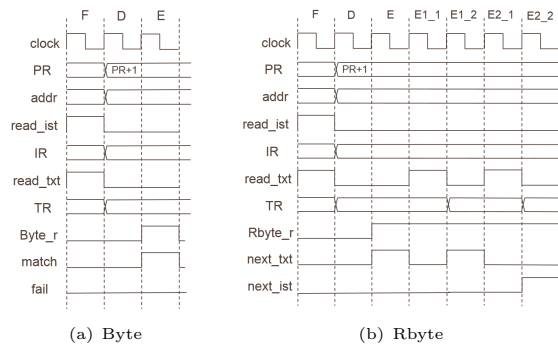 F D E
clock
PR PR+1
addr
read_ist
IR
read_txt
TR
Byte_r
match
fail
(a) Byte
F D E E1_1 E1_2 E2_1 E2_2
clock
PR PR+1
addr
read_ist
IR
read_txt
TR
Rbyte_r
next_txt
next_ist
(b) Rbyte